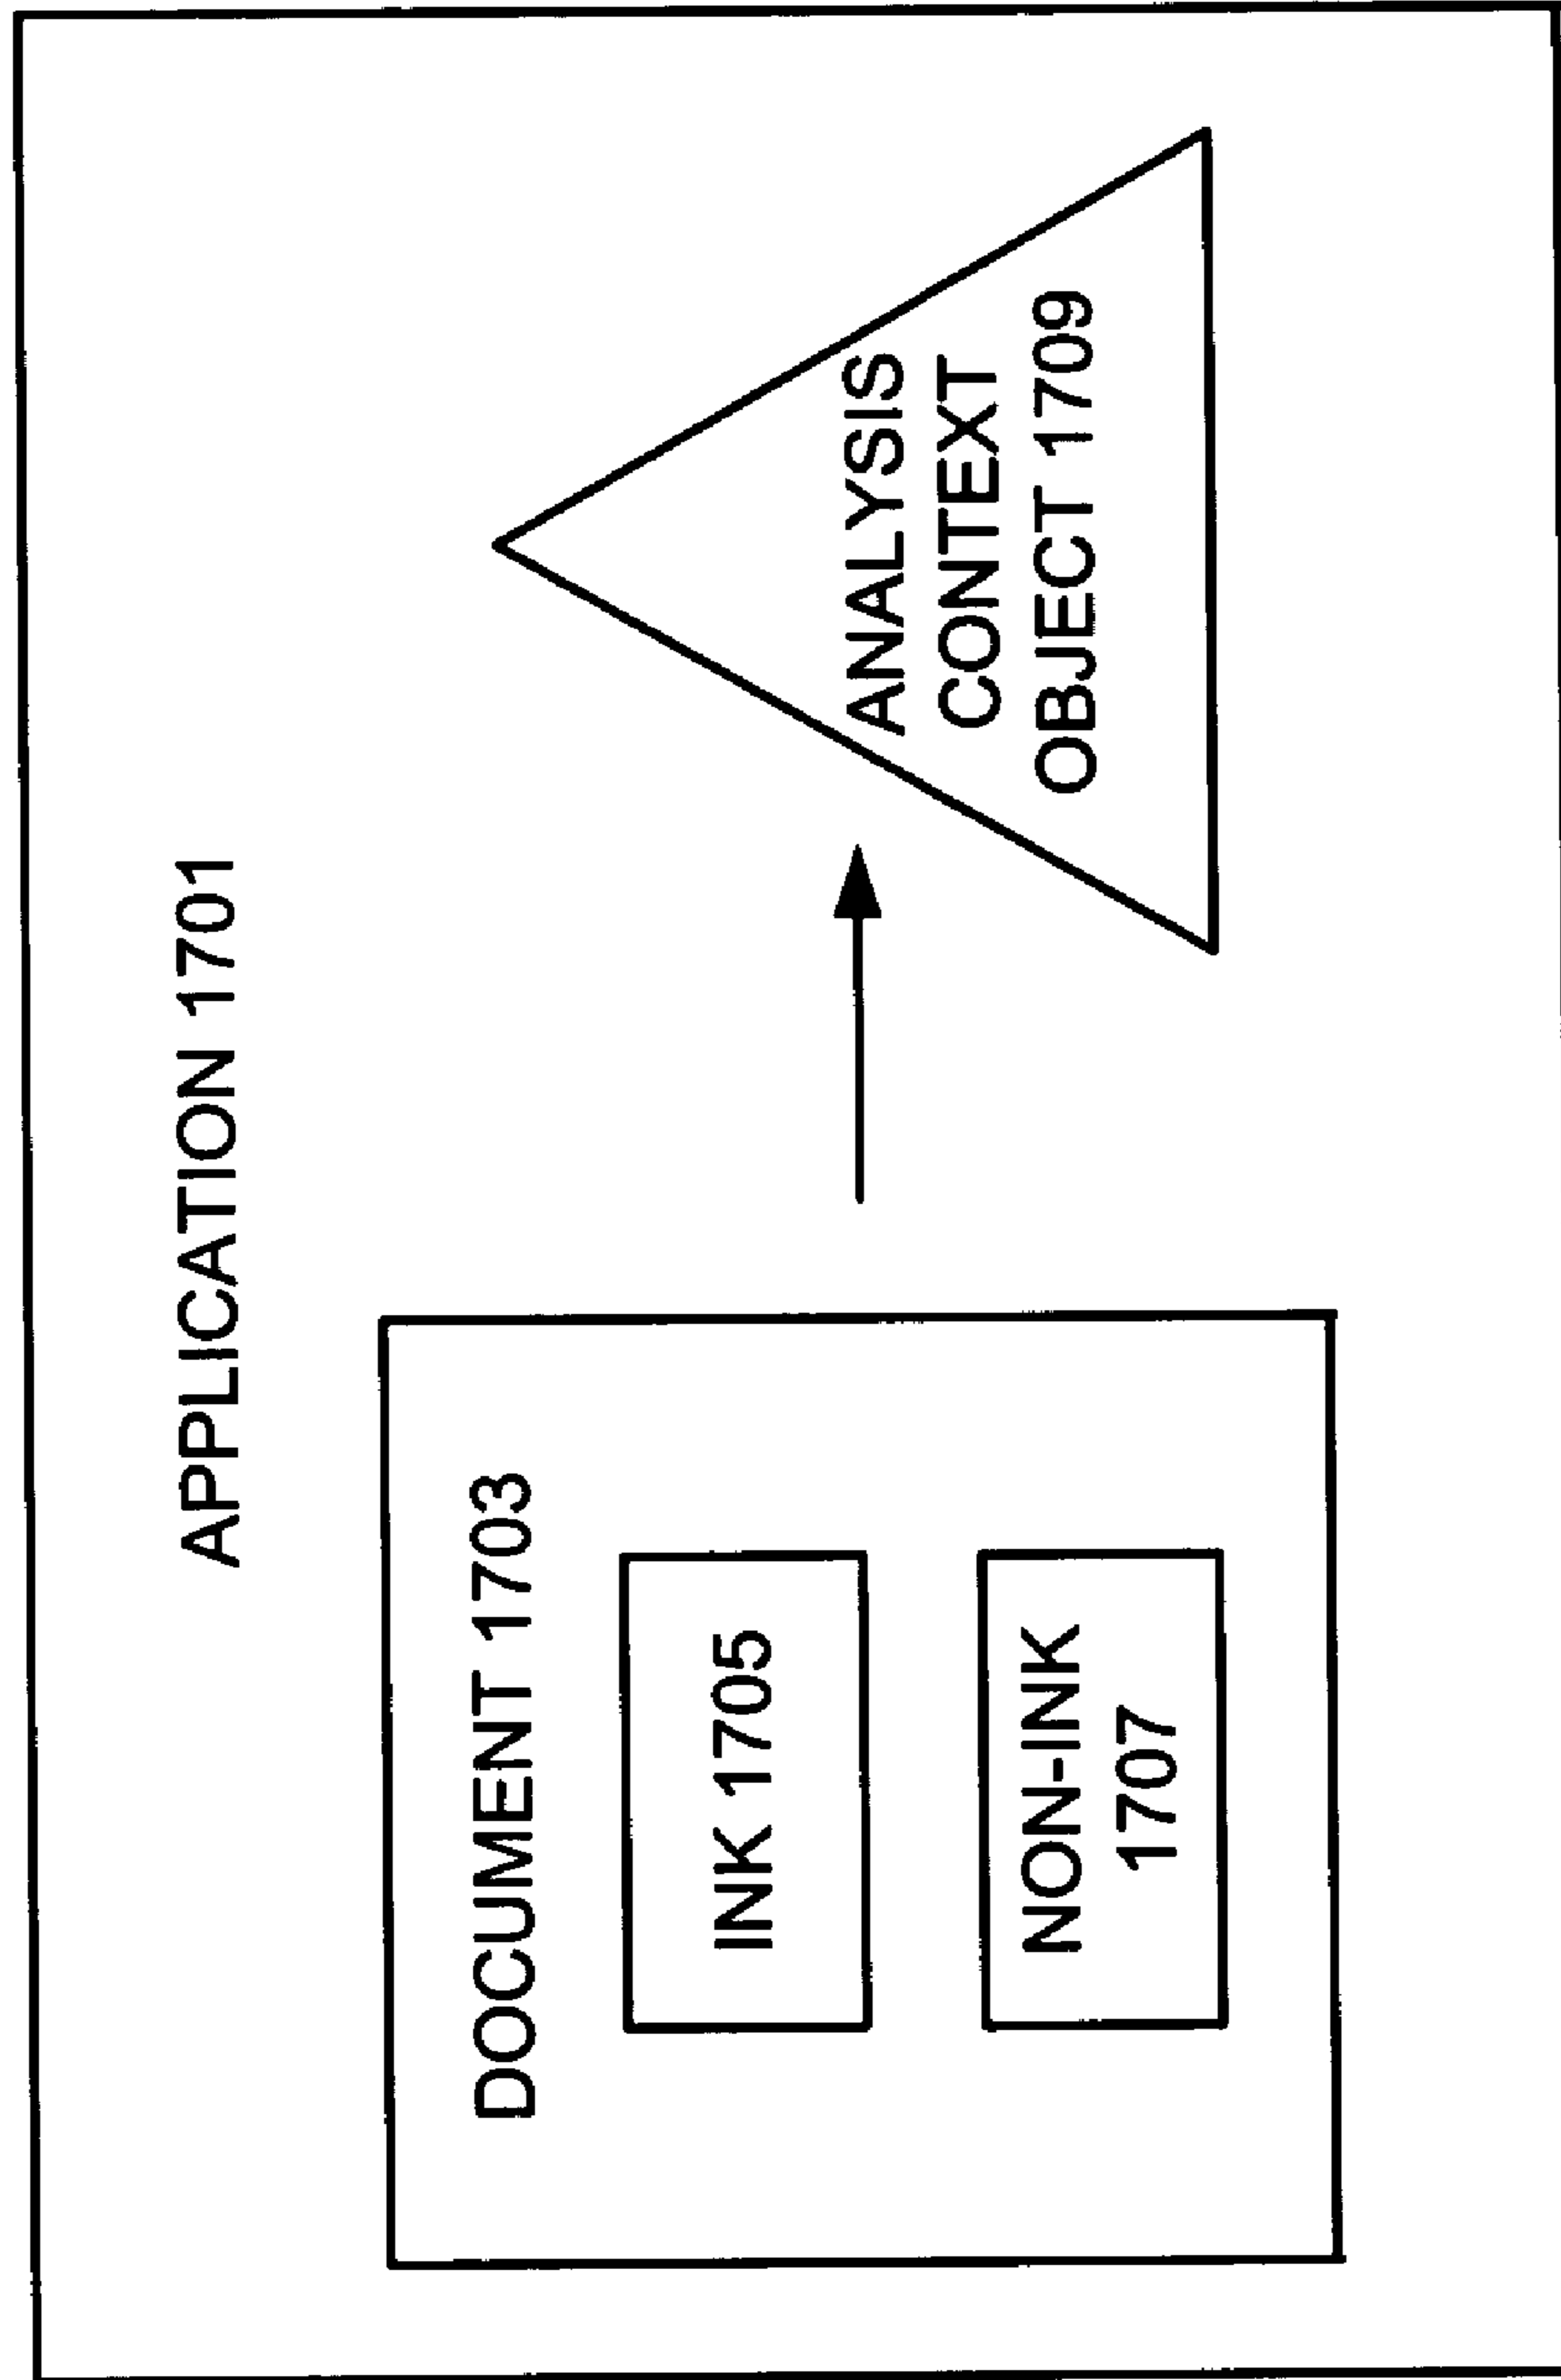 APPLICATION 1701
DOCUMENT 1703
INK 1705
NON-INK
1707
ANALYSIS
CONTEXT
OBJECT 1709